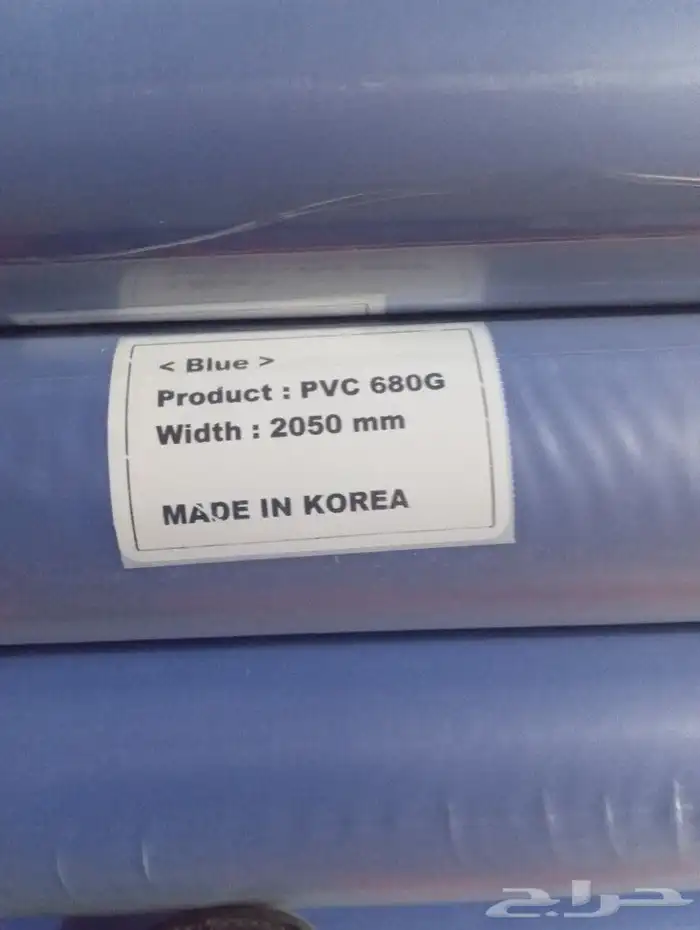 < Blue >
Product : PVC 680G
Width : 2050 mm
MADE IN KOREA
حراج